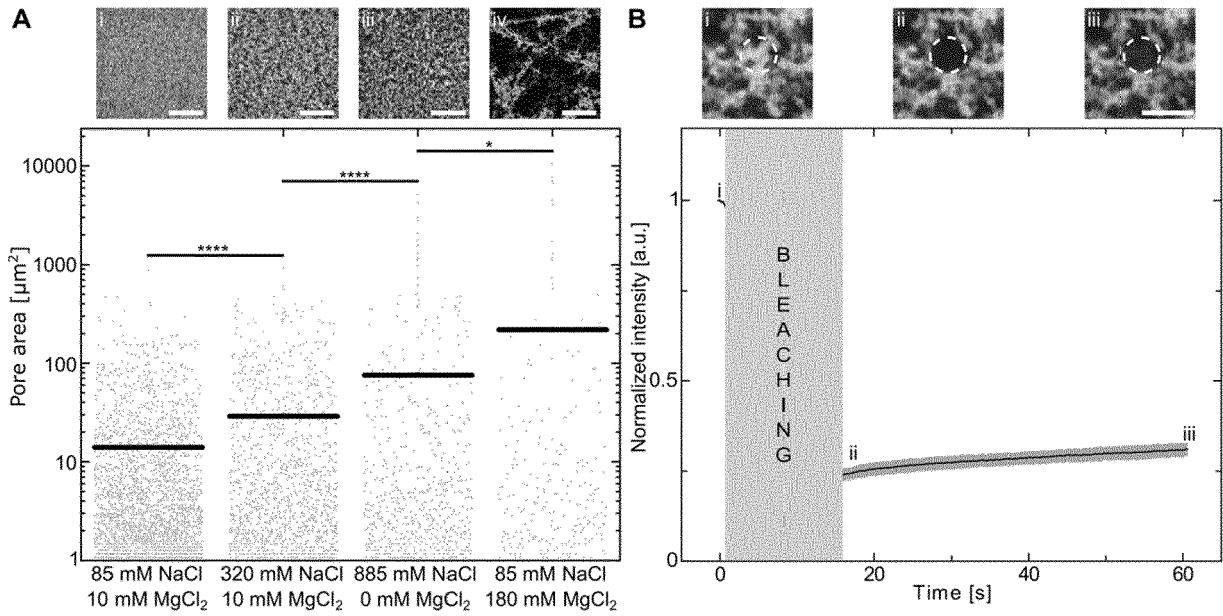 A
i
ii
iii
iv
B
i
ii
iii
Pore area [μm²]
10000
1000
100
10
1
****
****
*
85 mM NaCl
10 mM MgCl₂
320 mM NaCl
10 mM MgCl₂
885 mM NaCl
0 mM MgCl₂
85 mM NaCl
180 mM MgCl₂
Normalized intensity [a.u.]
1
0.5
0
i
BLEACHING
ii
iii
0
20
40
60
Time [s]